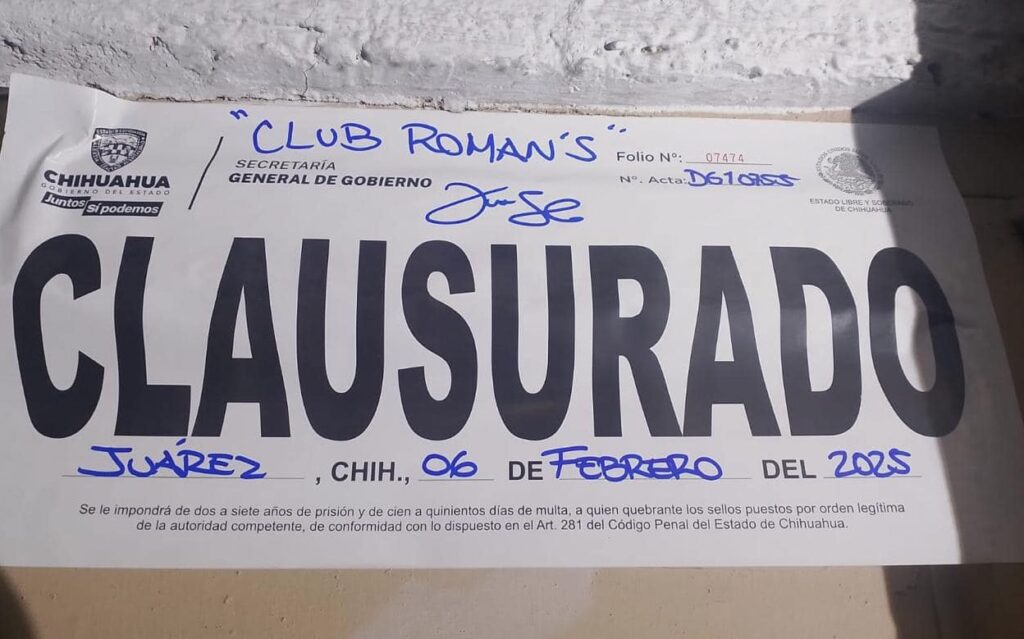 "CLUB ROMAN'S"
CHIHUAHUA
GOBIERNO DEL ESTADO
Juntos Sí podemos
SECRETARÍA
GENERAL DE GOBIERNO
Folio Nº: 07474
Nº. Acta:
ESTADO LIBRE Y SOBERANO
DE CHIHUAHUA
CLAUSURADO
JUÁREZ, CHIH., 06 DE FEBRERO DEL 2025
Se le impondrá de dos a siete años de prisión y de cien a quinientos días de multa, a quien quebrante los sellos puestos por orden legítima
de la autoridad competente, de conformidad con lo dispuesto en el Art. 281 del Código Penal del Estado de Chihuahua.